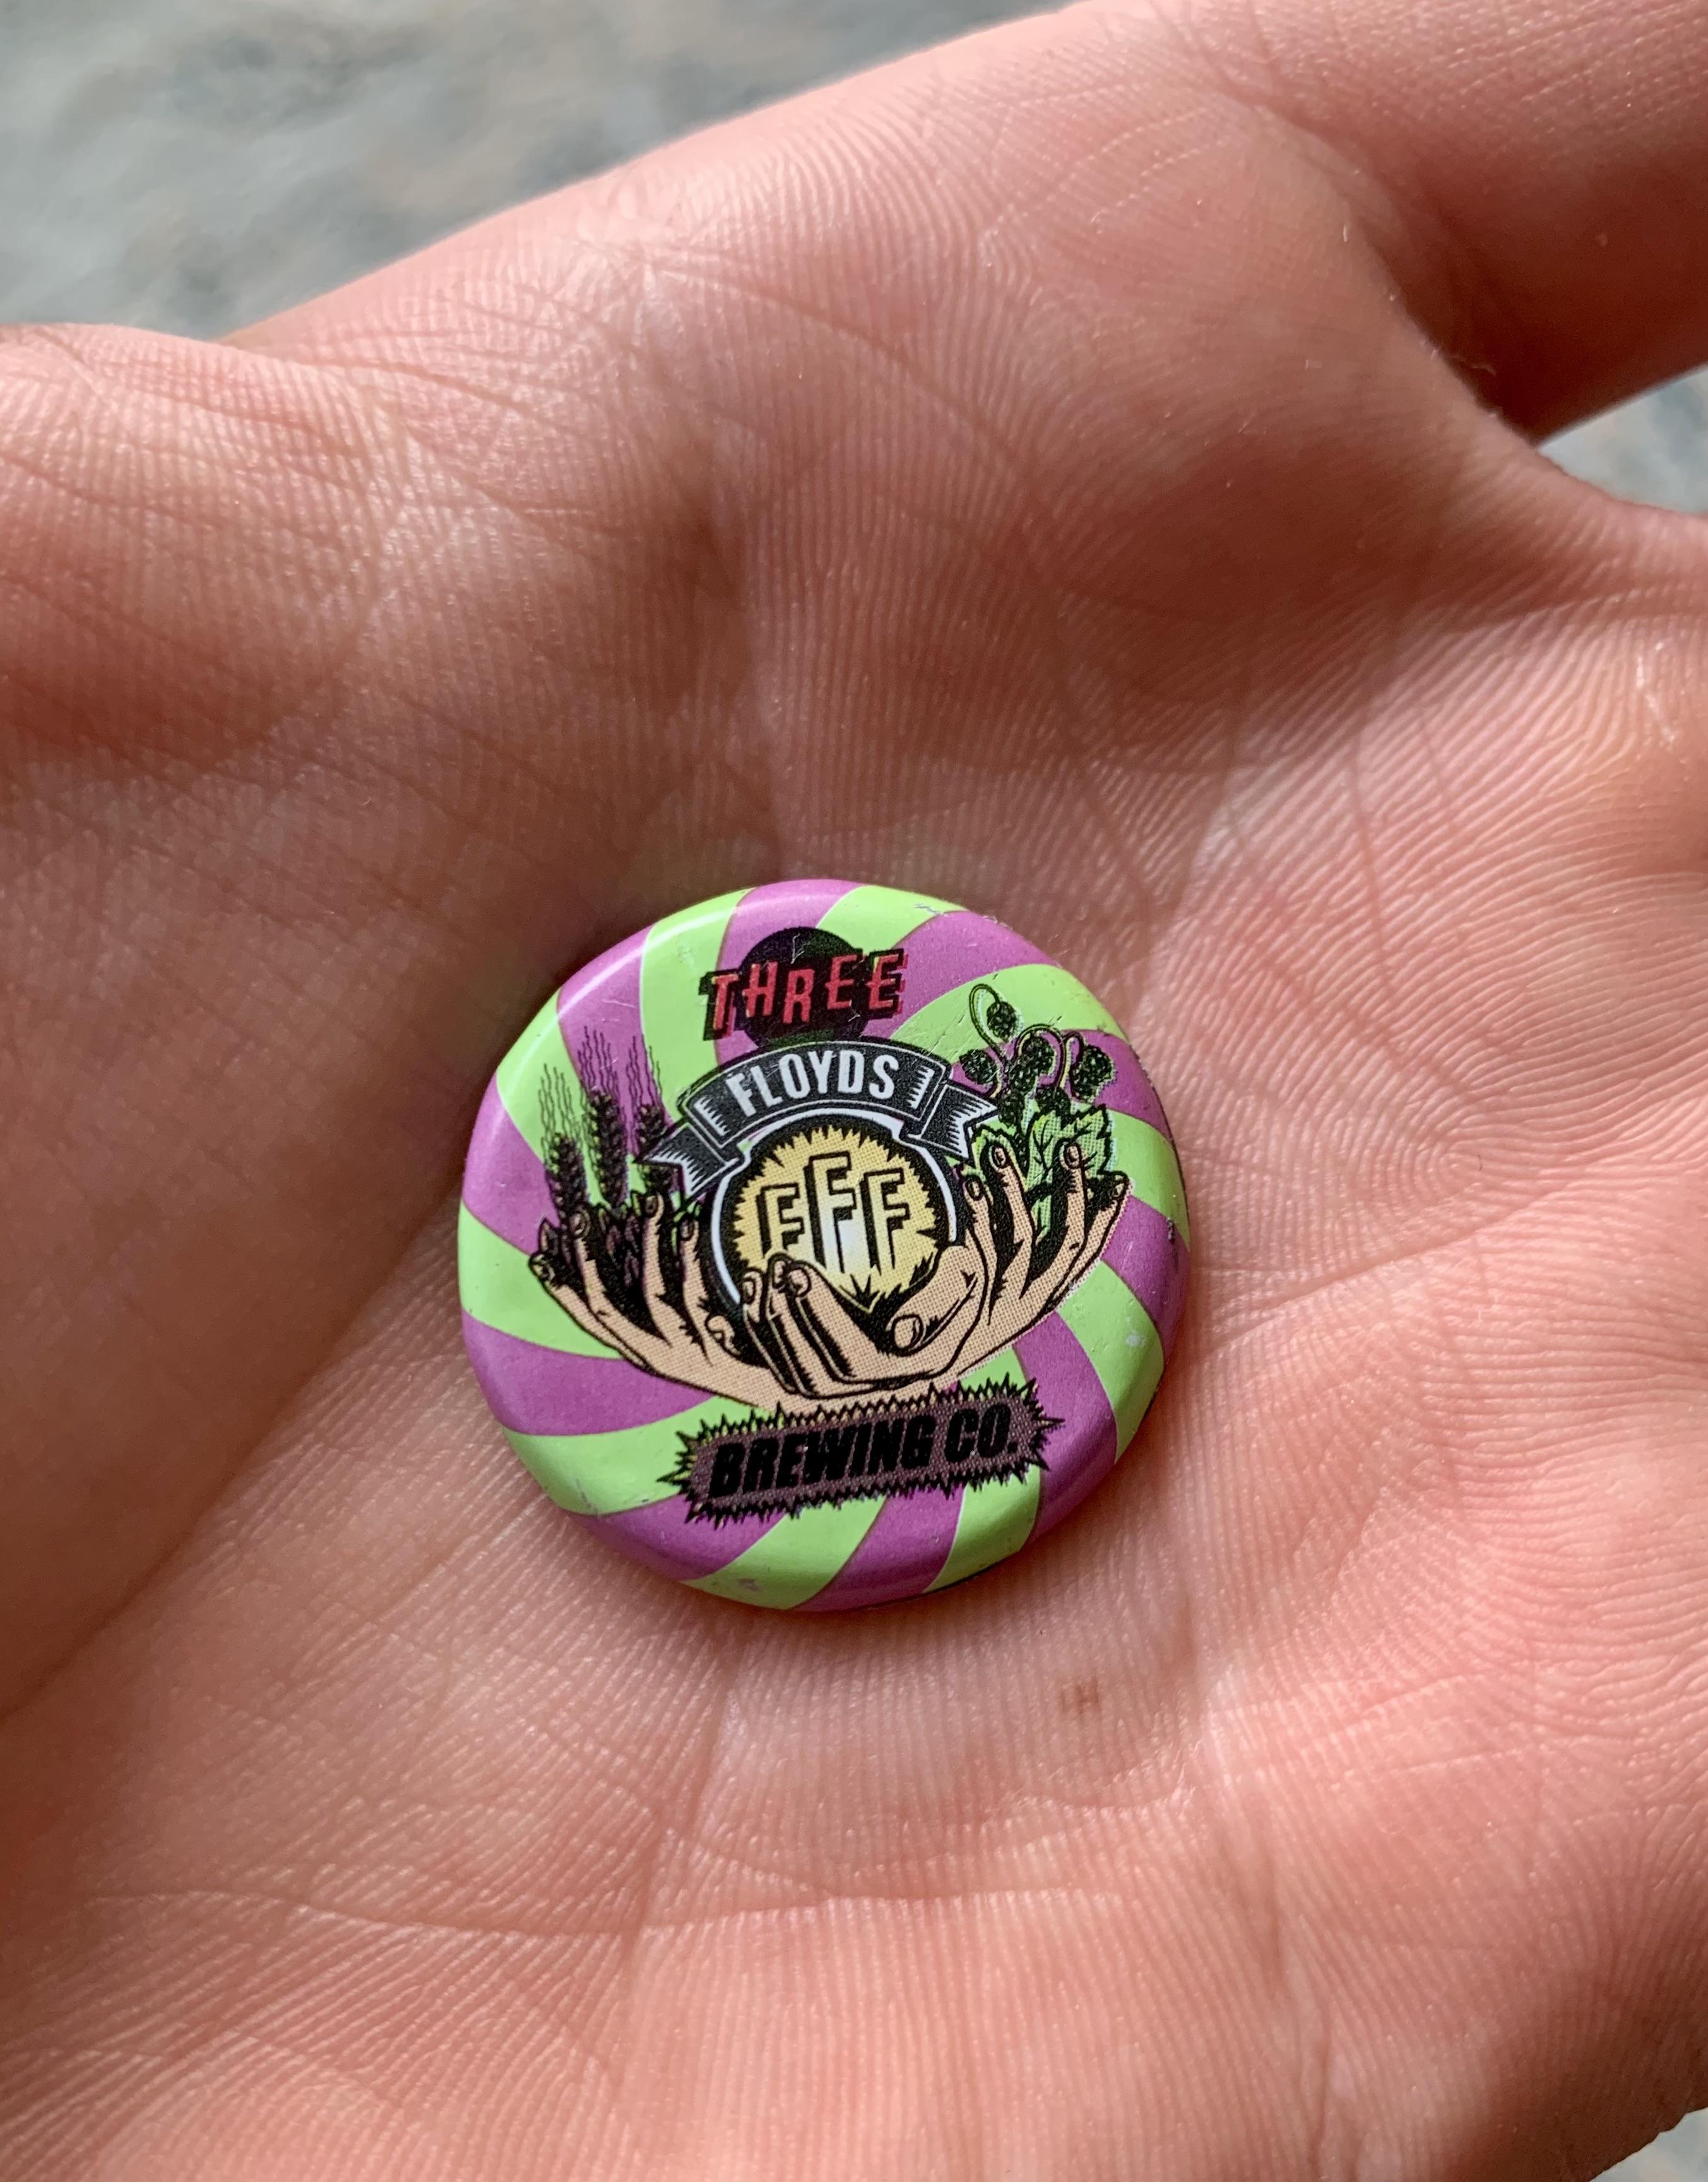 THREE
FLOYDS
FFF
BREWING CO.